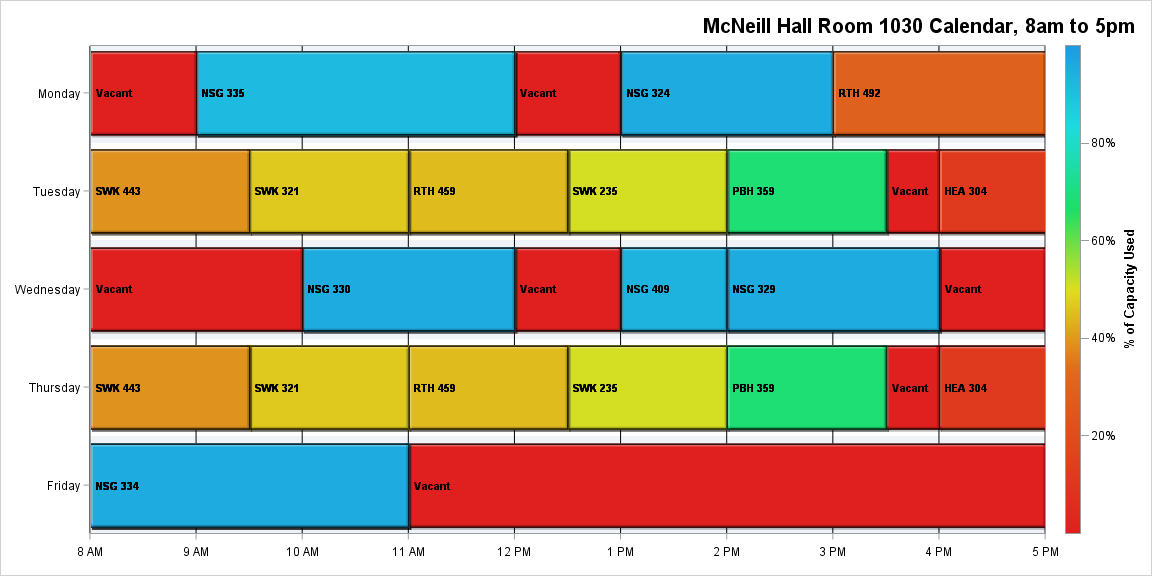 McNeill Hall Room 1030 Calendar, 8am to 5pm
Monday
Vacant
NSG 335
Vacant
NSG 324
RTH 492
Tuesday
SWK 443
SWK 321
RTH 459
SWK 235
PBH 359
Vacant
HEA 304
Wednesday
Vacant
NSG 330
Vacant
NSG 409
NSG 329
Vacant
Thursday
SWK 443
SWK 321
RTH 459
SWK 235
PBH 359
Vacant
HEA 304
Friday
NSG 334
Vacant
8 AM
9 AM
10 AM
11 AM
12 PM
1 PM
2 PM
3 PM
4 PM
5 PM
80%
60%
40%
20%
% of Capacity Used